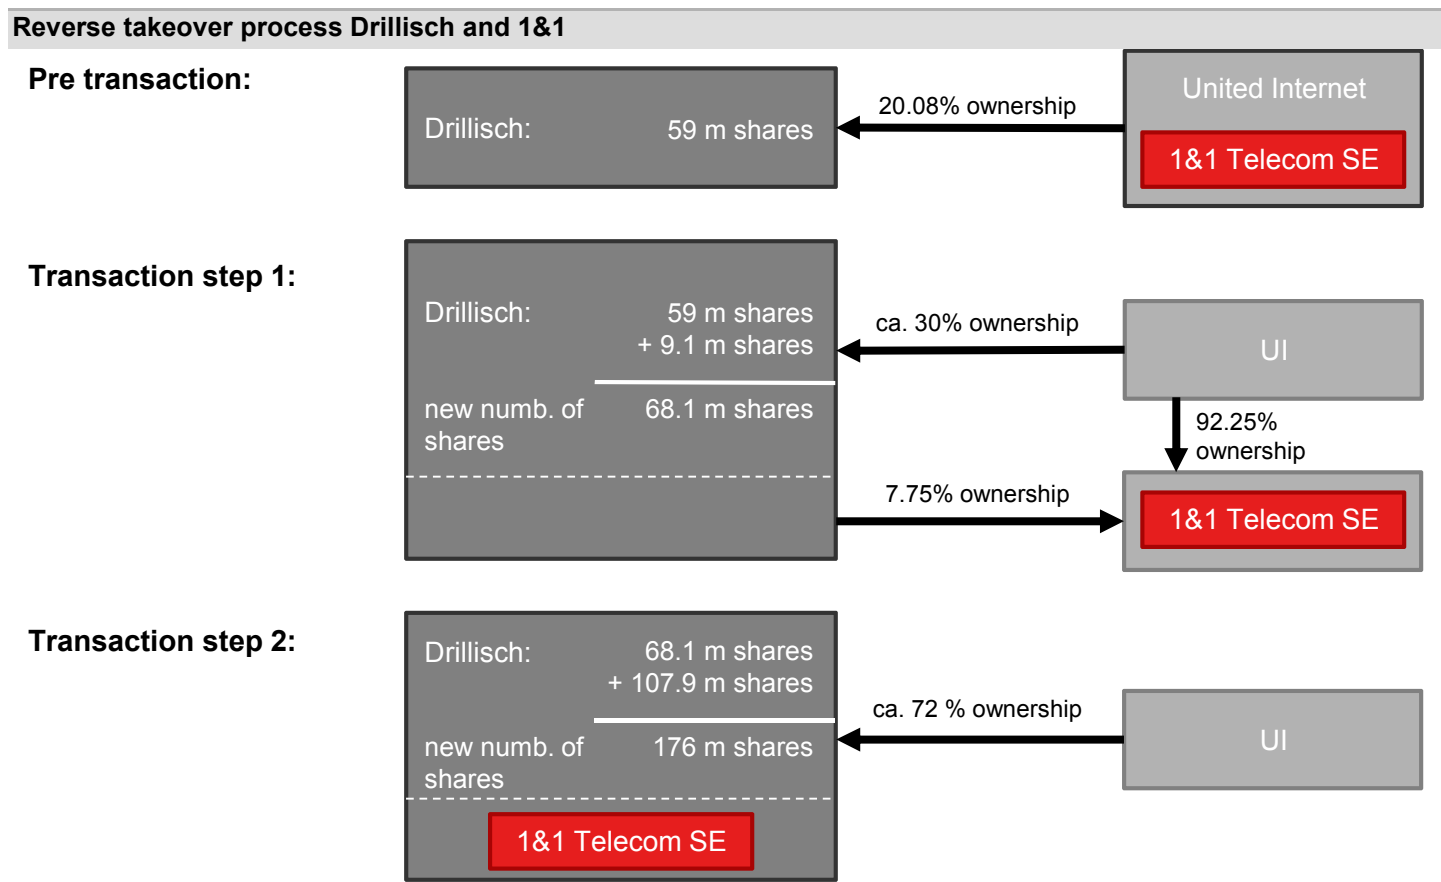 Reverse takeover process Drillisch and 1&1
Pre transaction:
Drillisch: 59 m shares
20.08% ownership
United Internet
1&1 Telecom SE
Transaction step 1:
Drillisch: 59 m shares
+ 9.1 m shares
new numb. of 68.1 m shares
shares
ca. 30% ownership
UI
92.25%
ownership
7.75% ownership
1&1 Telecom SE
Transaction step 2:
Drillisch: 68.1 m shares
+ 107.9 m shares
new numb. of 176 m shares
shares
1&1 Telecom SE
ca. 72 % ownership
UI